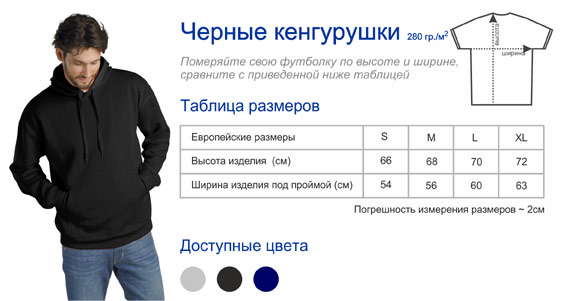 Черные кенгурушки 280 гр./м²
Померяйте свою футболку по высоте и ширине,
сравните с приведенной ниже таблицей
высота
ширина
Таблица размеров
Европейские размеры S M L XL
Высота изделия (см) 66 68 70 72
Ширина изделия под проймой (см) 54 56 60 63
Погрешность измерения размеров ~ 2см
Доступные цвета